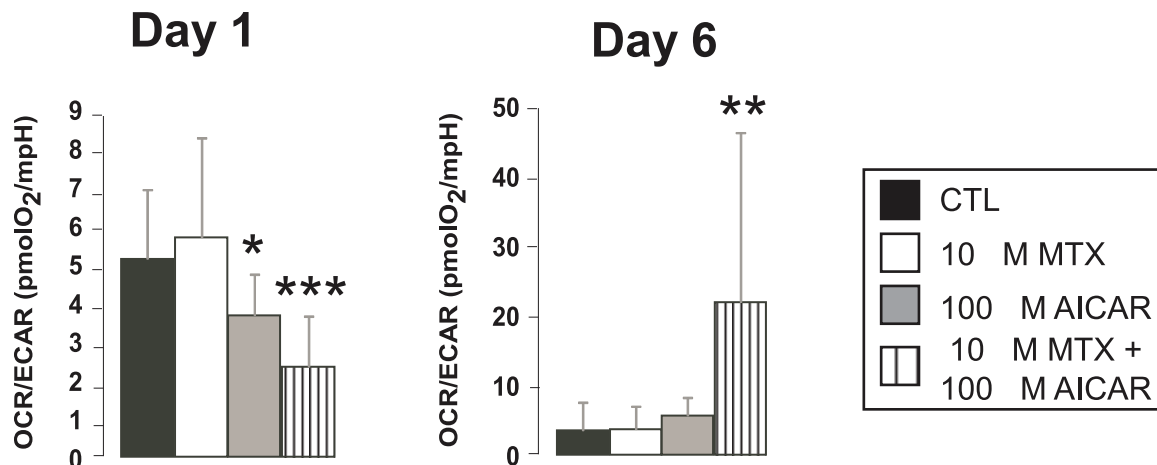 Day 1
Day 6
OCR/ECAR (pmolO2/mpH)
9
8
7
6
5
4
3
2
1
0
*
***
OCR/ECAR (pmolO2/mpH)
50
40
30
20
10
0
**
CTL
10 M MTX
100 M AICAR
10 M MTX +
100 M AICAR